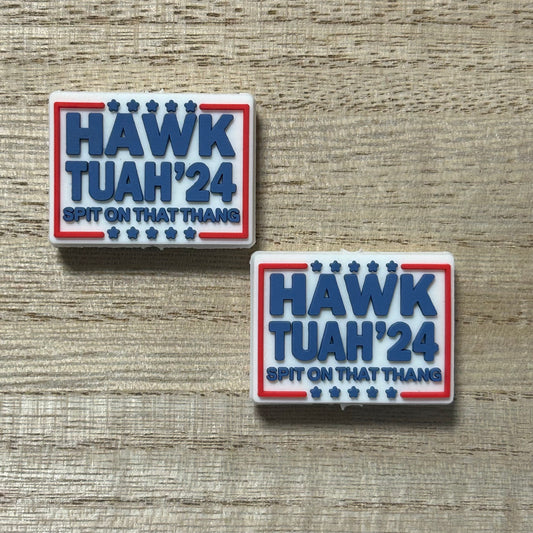 HAWK
TUAH'24
SPIT ON THAT THANG
HAWK
TUAH'24
SPIT ON THAT THANG